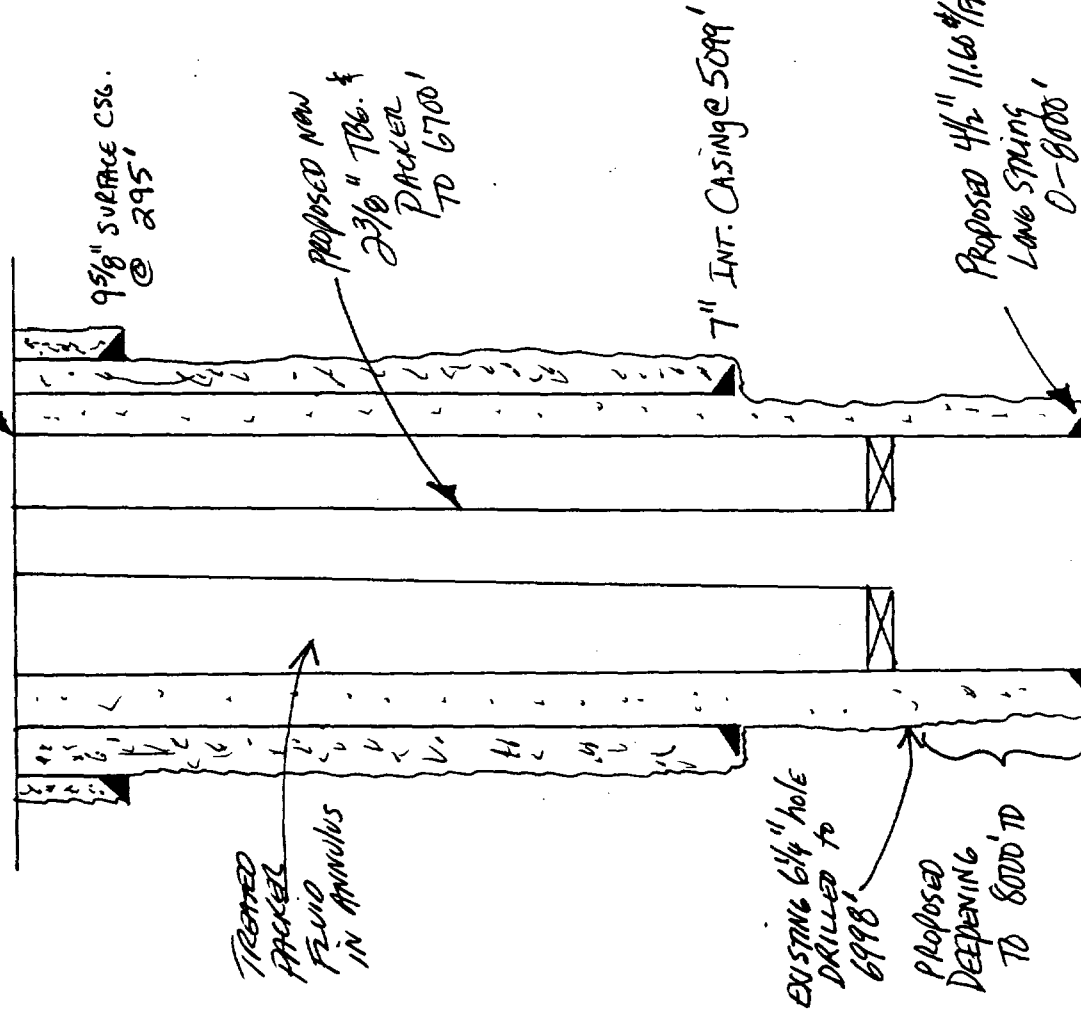 9 5/8" SURFACE CSG.
@ 295'
PROPOSED NEW
2 3/8" TBG. &
PACKER
TO 6700'
7" INT. CASING @ 5099'
PROPOSED 4 1/2" 11.60 #/FT
LONG STRING
0-8000'
TREATED
PACKER
FLUID
IN ANNULUS
EXISTING 6 1/4" hole
DRILLED to
6998'
PROPOSED
DEEPENING
TO 8000' TD